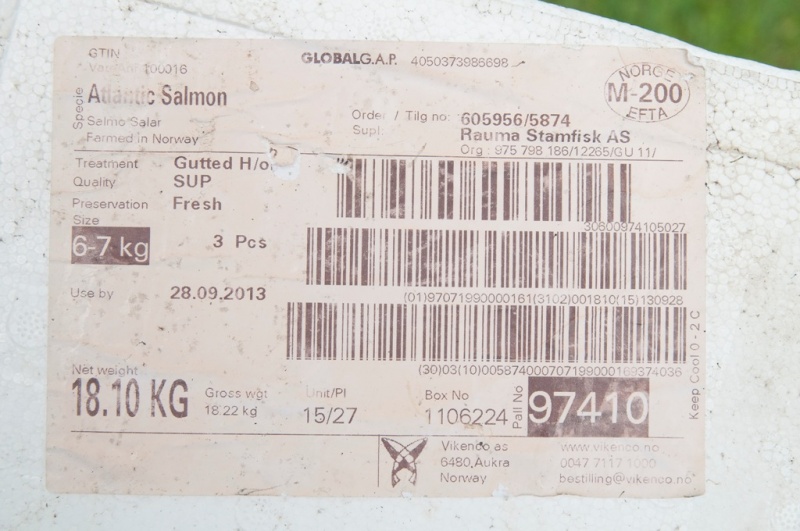 GTIN
GLOBALG.A.P. 4050373986698
100016
NORGE
M-200
EFTA
Specie
Atlantic Salmon
Salmo Salar
Farmed in Norway
Order / Tilg no: 605956/5874
Supl: Rauma Stamfisk AS
Org: 975 798 186/12265/GU 11/
Treatment Gutted H/o
Quality SUP
Preservation Fresh
Size
6-7 kg 3 Pcs
30600974105027
Use by 28.09.2013
(01)97071990000161(3102)001810(15)130928
(30)03(10)005874000707199000169374036
Keep Cool 0 - 2 C
Net weight
18.10 KG
Gross wgt
18.22 kg
Unit/Pl
15/27
Box No
1106224
Pall No
97410
Vikenco as
6480 Aukra
Norway
www.vikenco.no
0047 7117 1000
bestilling@vikenco.no